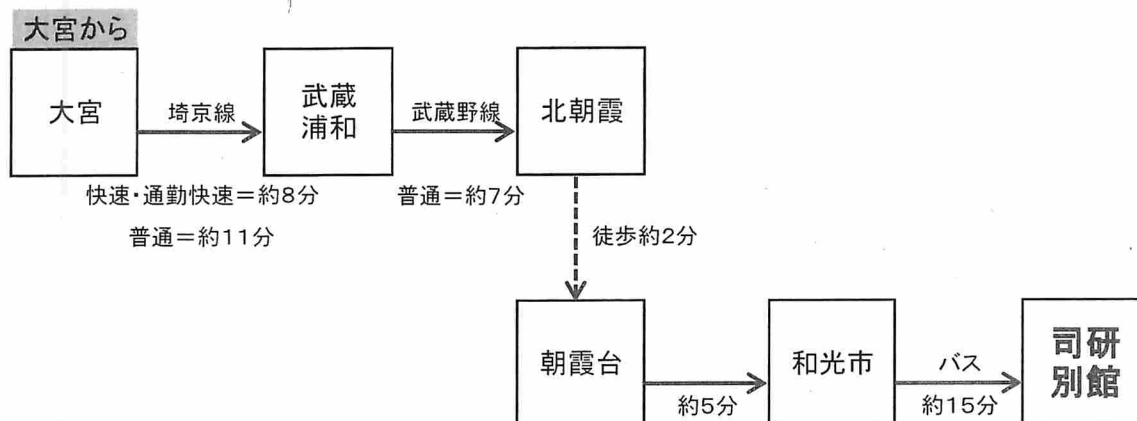 大宮から
大宮
埼京線
武蔵
浦和
武蔵野線
北朝霞
快速・通勤快速＝約8分
普通＝約11分
普通＝約7分
徒歩約2分
朝霞台
約5分
和光市
バス
約15分
司研
別館